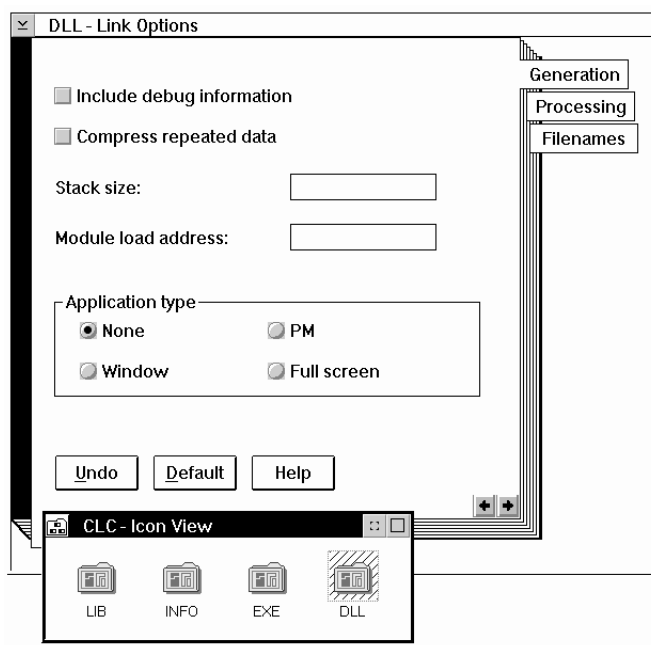 DLL - Link Options
Generation
Processing
Filenames
Include debug information
Compress repeated data
Stack size:
Module load address:
Application type
None PM
Window Full screen
Undo Default Help
CLC - Icon View
LIB INFO EXE DLL